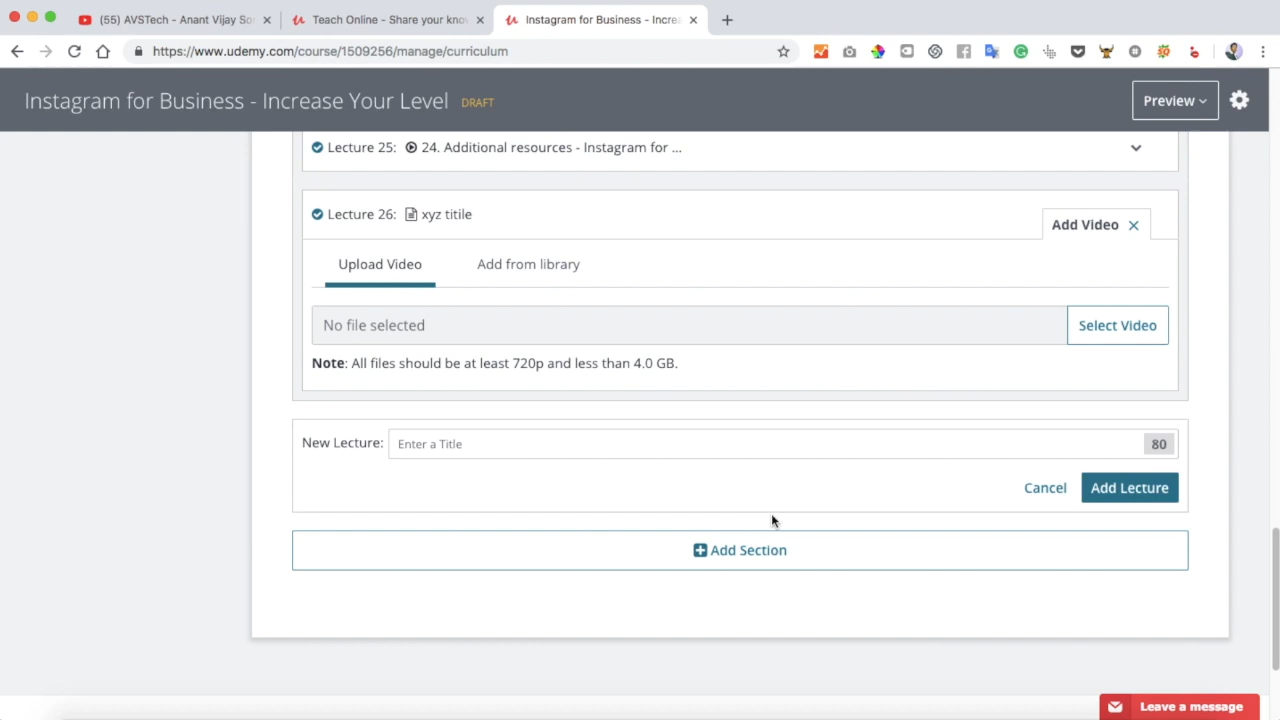 (55) AVSTech - Anant Vijay So
Teach Online - Share your kno
Instagram for Business - Increa
https://www.udemy.com/course/1509256/manage/curriculum
Instagram for Business - Increase Your Level DRAFT
Preview
Lecture 25: 24. Additional resources - Instagram for ...
Lecture 26: xyz titile
Add Video
Upload Video
Add from library
No file selected
Select Video
Note: All files should be at least 720p and less than 4.0 GB.
New Lecture: Enter a Title 80
Cancel
Add Lecture
Add Section
Leave a message